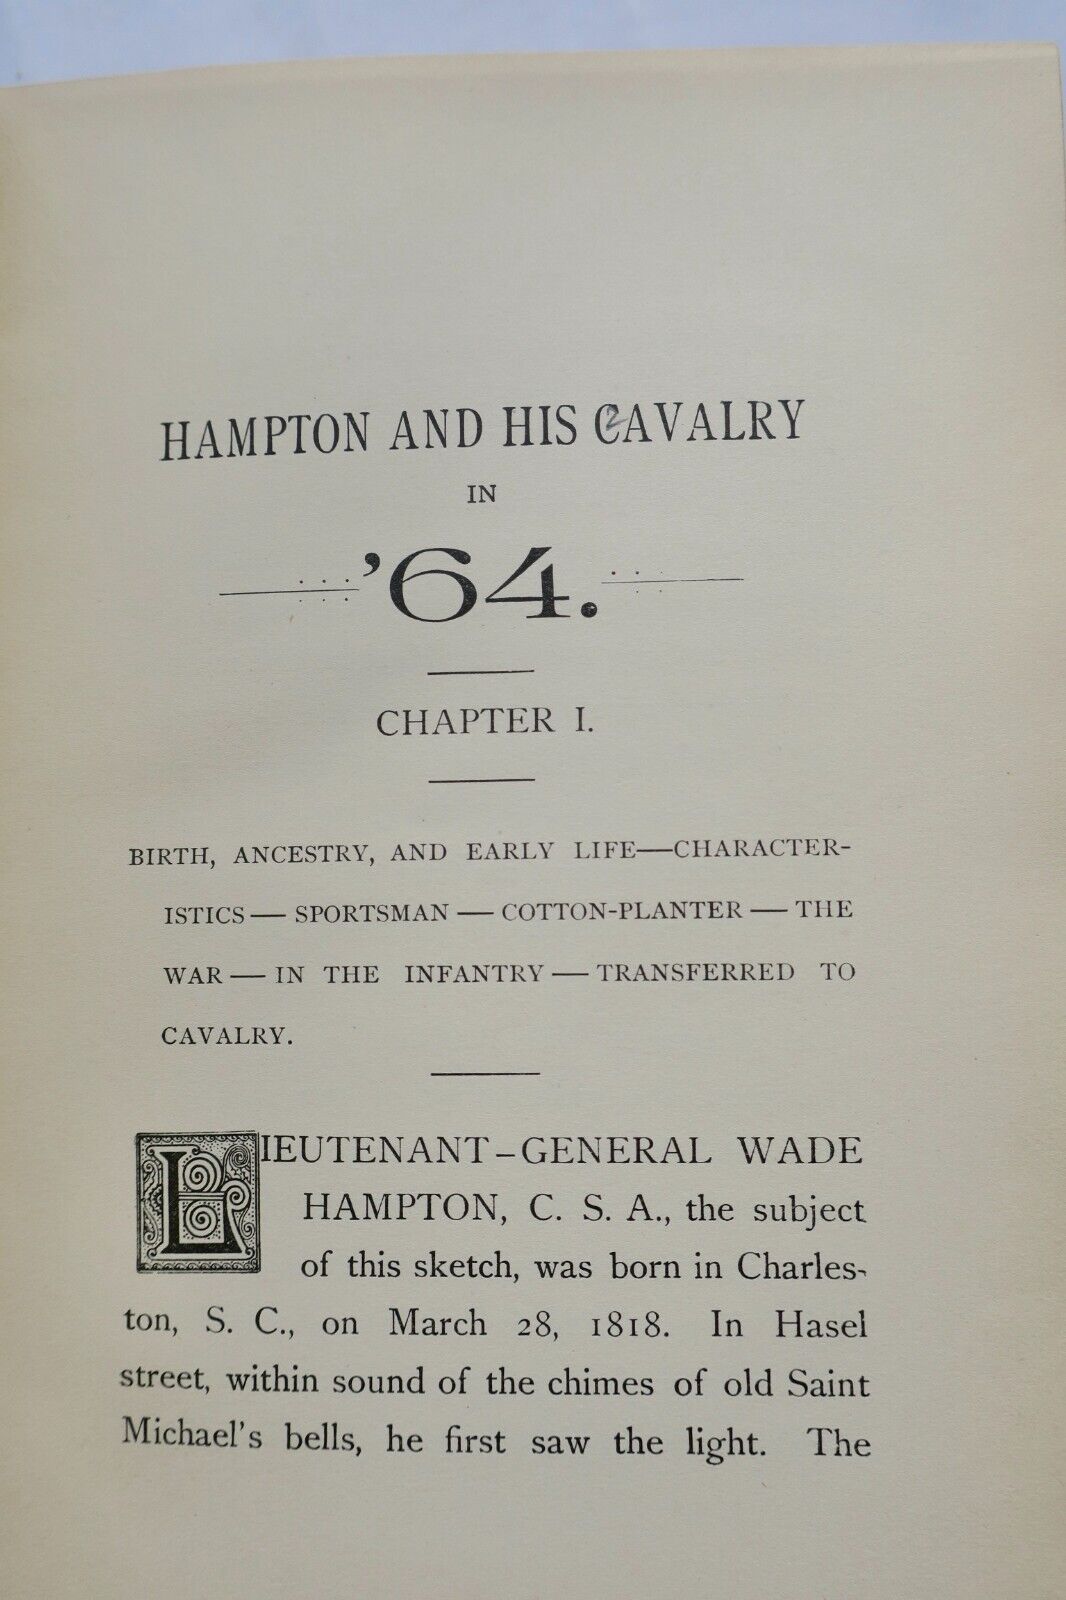 HAMPTON AND HIS CAVALRY
IN
’64.
CHAPTER I.
BIRTH, ANCESTRY, AND EARLY LIFE—CHARACTER-
ISTICS — SPORTSMAN — COTTON-PLANTER — THE
WAR — IN THE INFANTRY — TRANSFERRED TO
CAVALRY.
LIEUTENANT-GENERAL WADE
HAMPTON, C. S. A., the subject
of this sketch, was born in Charles-
ton, S. C., on March 28, 1818. In Hasel
street, within sound of the chimes of old Saint
Michael's bells, he first saw the light. The